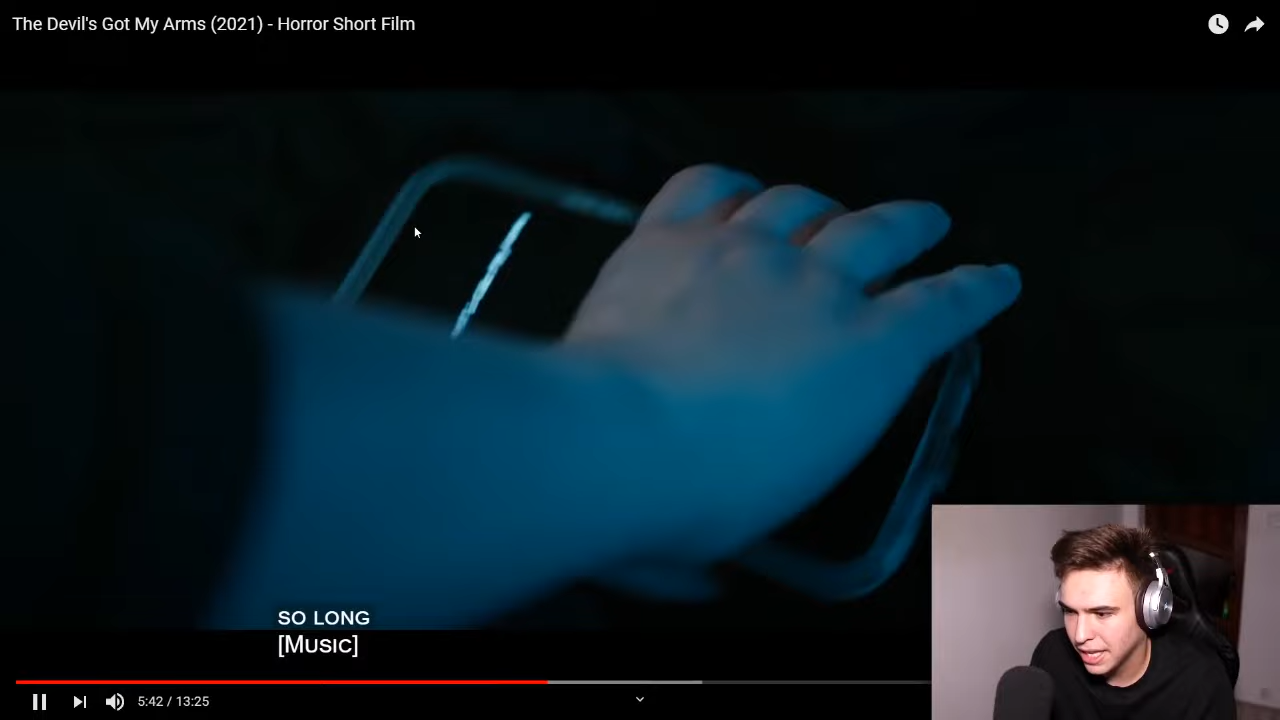 The Devil's Got My Arms (2021) - Horror Short Film
SO LONG
[MUSIC]
5:42 / 13:25